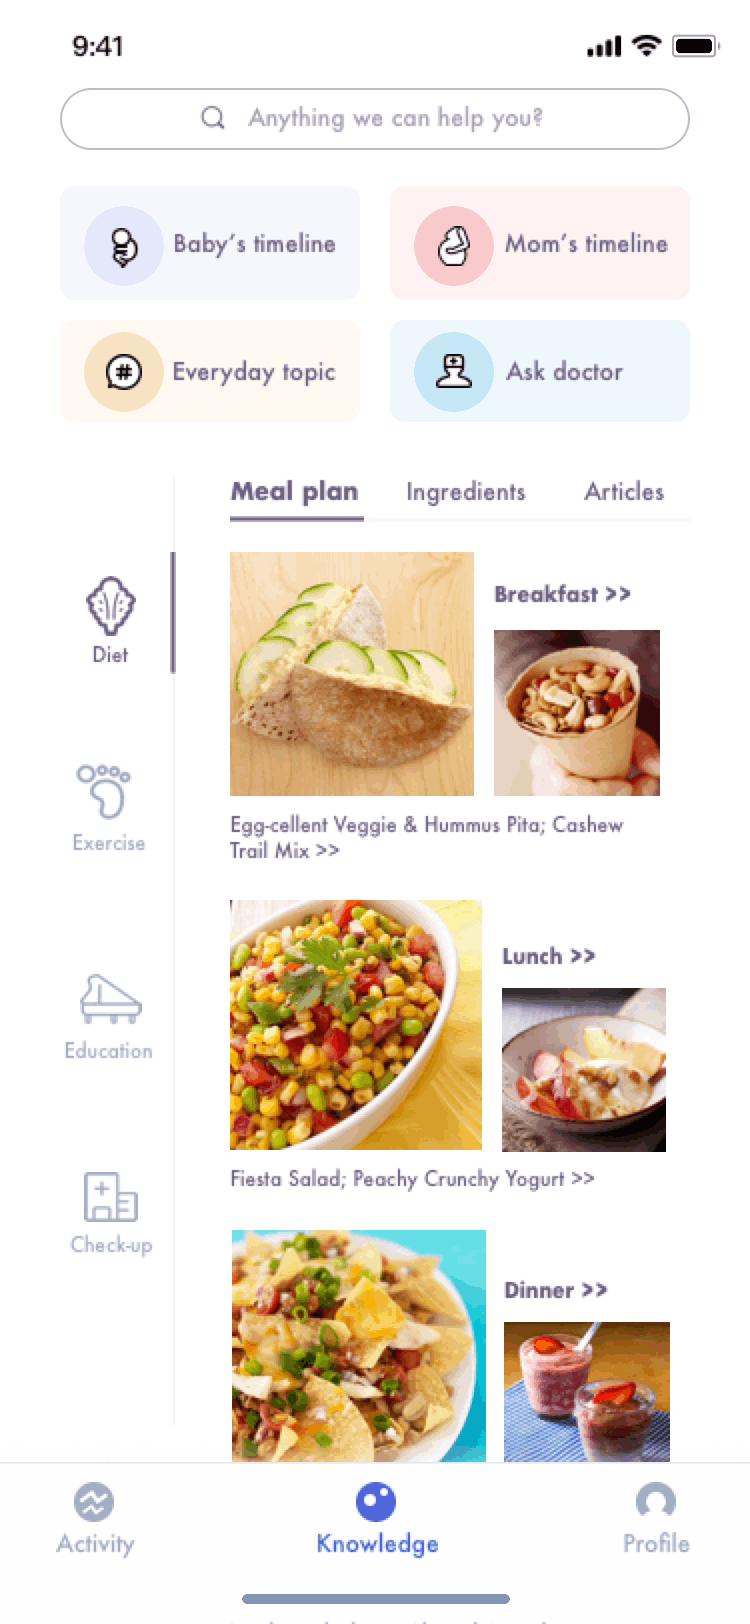 9:41
Anything we can help you?
Baby's timeline
Mom's timeline
Everyday topic
Ask doctor
Meal plan
Ingredients
Articles
Diet
Exercise
Education
Check-up
Breakfast >>
Egg-cellent Veggie & Hummus Pita; Cashew
Trail Mix >>
Lunch >>
Fiesta Salad; Peachy Crunchy Yogurt >>
Dinner >>
Activity
Knowledge
Profile